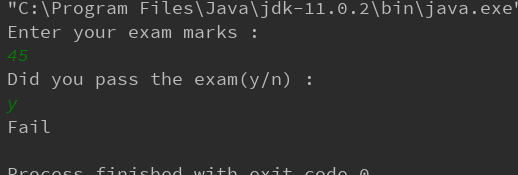 "C:\Program Files\Java\jdk-11.0.2\bin\java.exe"
Enter your exam marks :
45
Did you pass the exam(y/n) :
y
Fail
Process finished with exit code 0